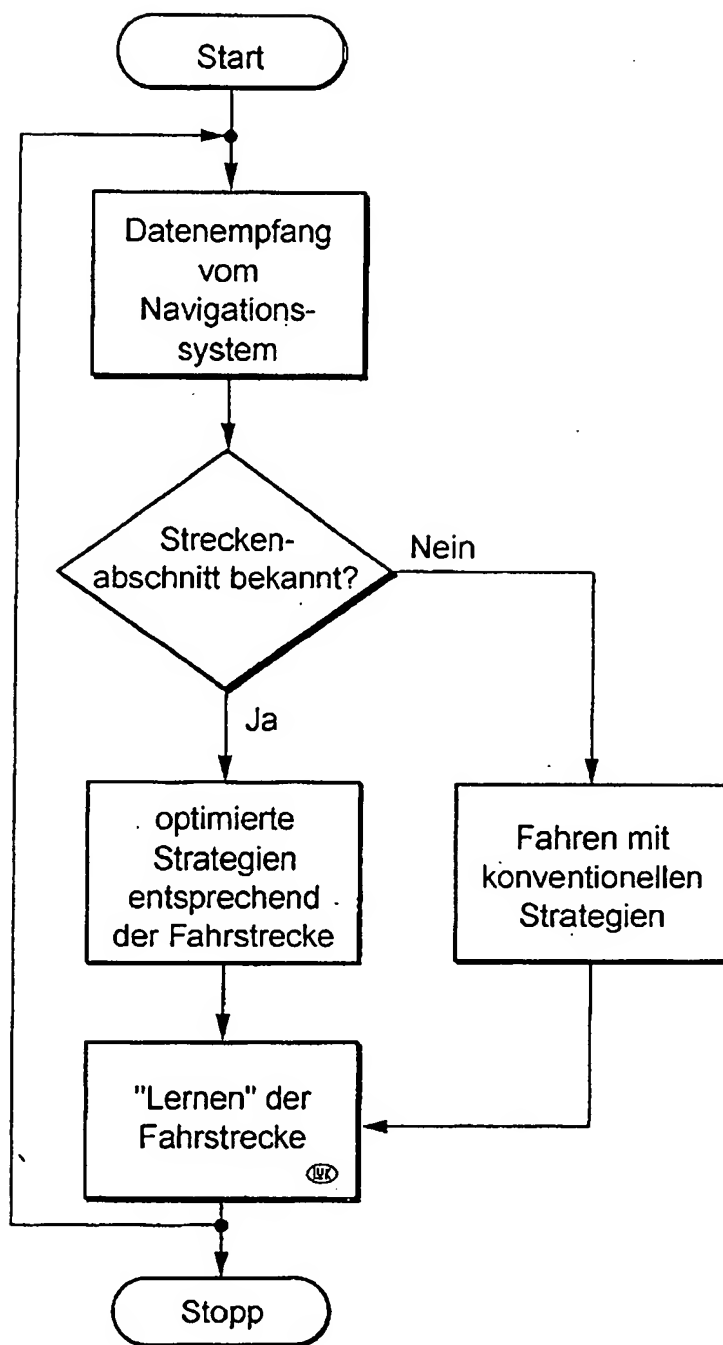 Start
Datenempfang
vom
Navigations-
system
Strecken-
abschnitt bekannt?
Nein
Ja
optimierte
Strategien
entsprechend
der Fahrstrecke
Fahren mit
konventionellen
Strategien
"Lernen" der
Fahrstrecke
LUK
Stopp